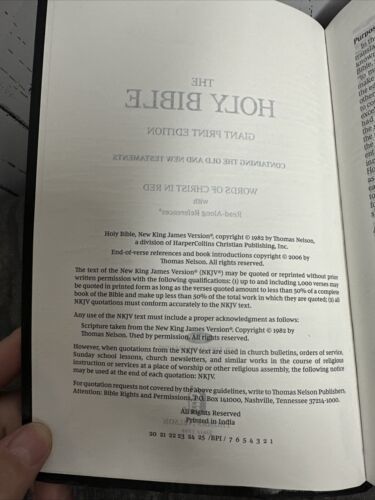 THE
HOLY BIBLE
GIANT PRINT EDITION
CONTAINING THE OLD AND NEW TESTAMENTS
WORDS OF CHRIST IN RED
with
Read-Along References®
Holy Bible, New King James Version®, copyright © 1982 by Thomas Nelson,
a division of HarperCollins Christian Publishing, Inc.
End-of-verse references and book introductions copyright © 2006 by
Thomas Nelson. All rights reserved.
The text of the New King James Version® (NKJV®) may be quoted or reprinted without prior
written permission with the following qualifications: (1) up to and including 1,000 verses may
be quoted in printed form as long as the verses quoted amount to less than 50% of a complete
book of the Bible and make up less than 50% of the total work in which they are quoted; (2) all
NKJV quotations must conform accurately to the NKJV text.
Any use of the NKJV text must include a proper acknowledgment as follows:
Scripture taken from the New King James Version®. Copyright © 1982 by
Thomas Nelson. Used by permission. All rights reserved.
However, when quotations from the NKJV text are used in church bulletins, orders of service,
Sunday school lessons, church newsletters, and similar works in the course of religious
instruction or services at a place of worship or other religious assembly, the following notice
may be used at the end of each quotation: NKJV.
For quotation requests not covered by the above guidelines, write to Thomas Nelson Publishers,
Attention: Bible Rights and Permissions, P.O. Box 141000, Nashville, Tennessee 37214-1000.
All Rights Reserved
Printed in India
20 21 22 23 24 25 /BPI/ 7 6 5 4 3 2 1